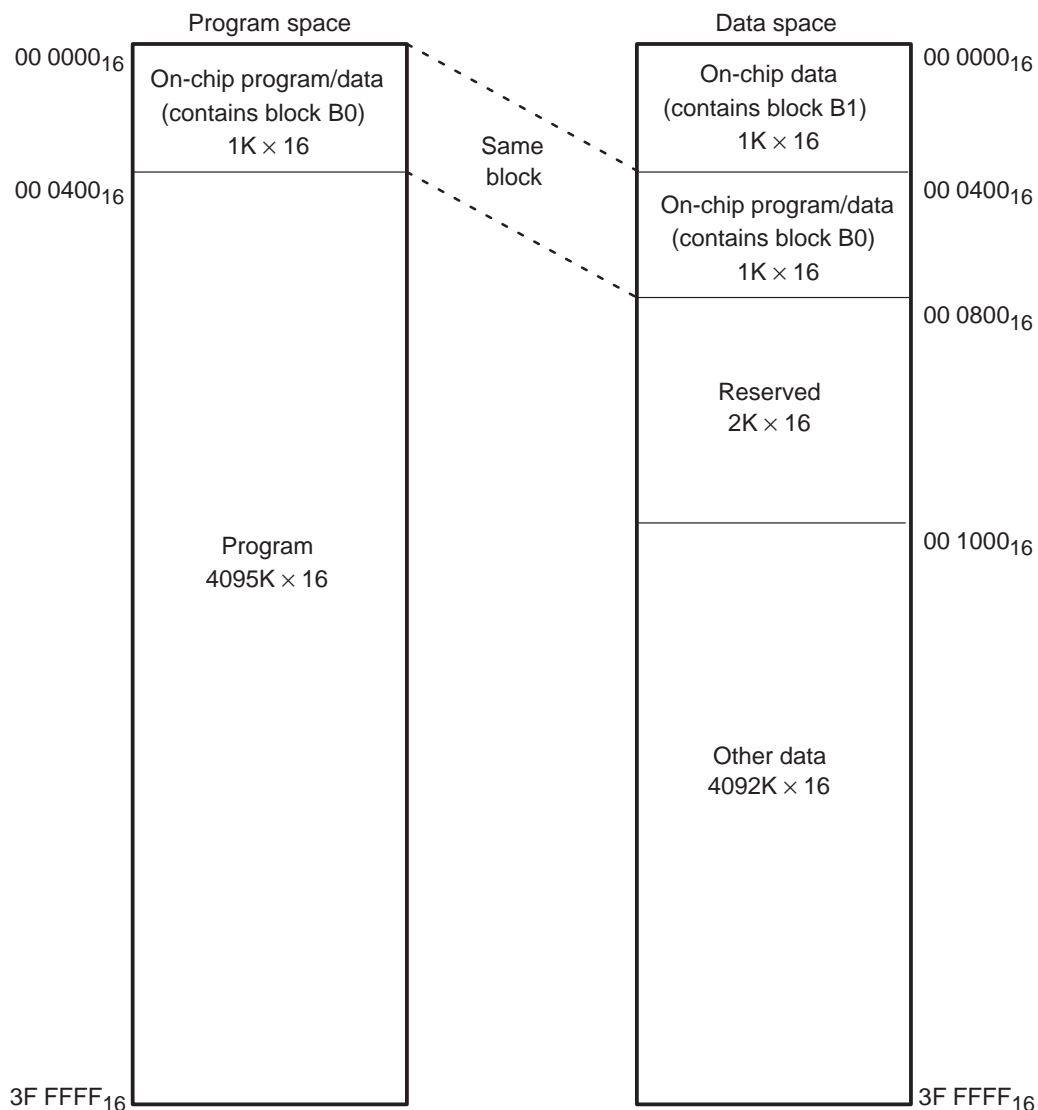 Program space
00 0000₁₆
On-chip program/data
(contains block B0)
1K × 16
00 0400₁₆
Program
4095K × 16
3F FFFF₁₆
Same
block
Data space
On-chip data
(contains block B1)
1K × 16
00 0000₁₆
On-chip program/data
(contains block B0)
1K × 16
00 0400₁₆
Reserved
2K × 16
00 0800₁₆
Other data
4092K × 16
00 1000₁₆
3F FFFF₁₆